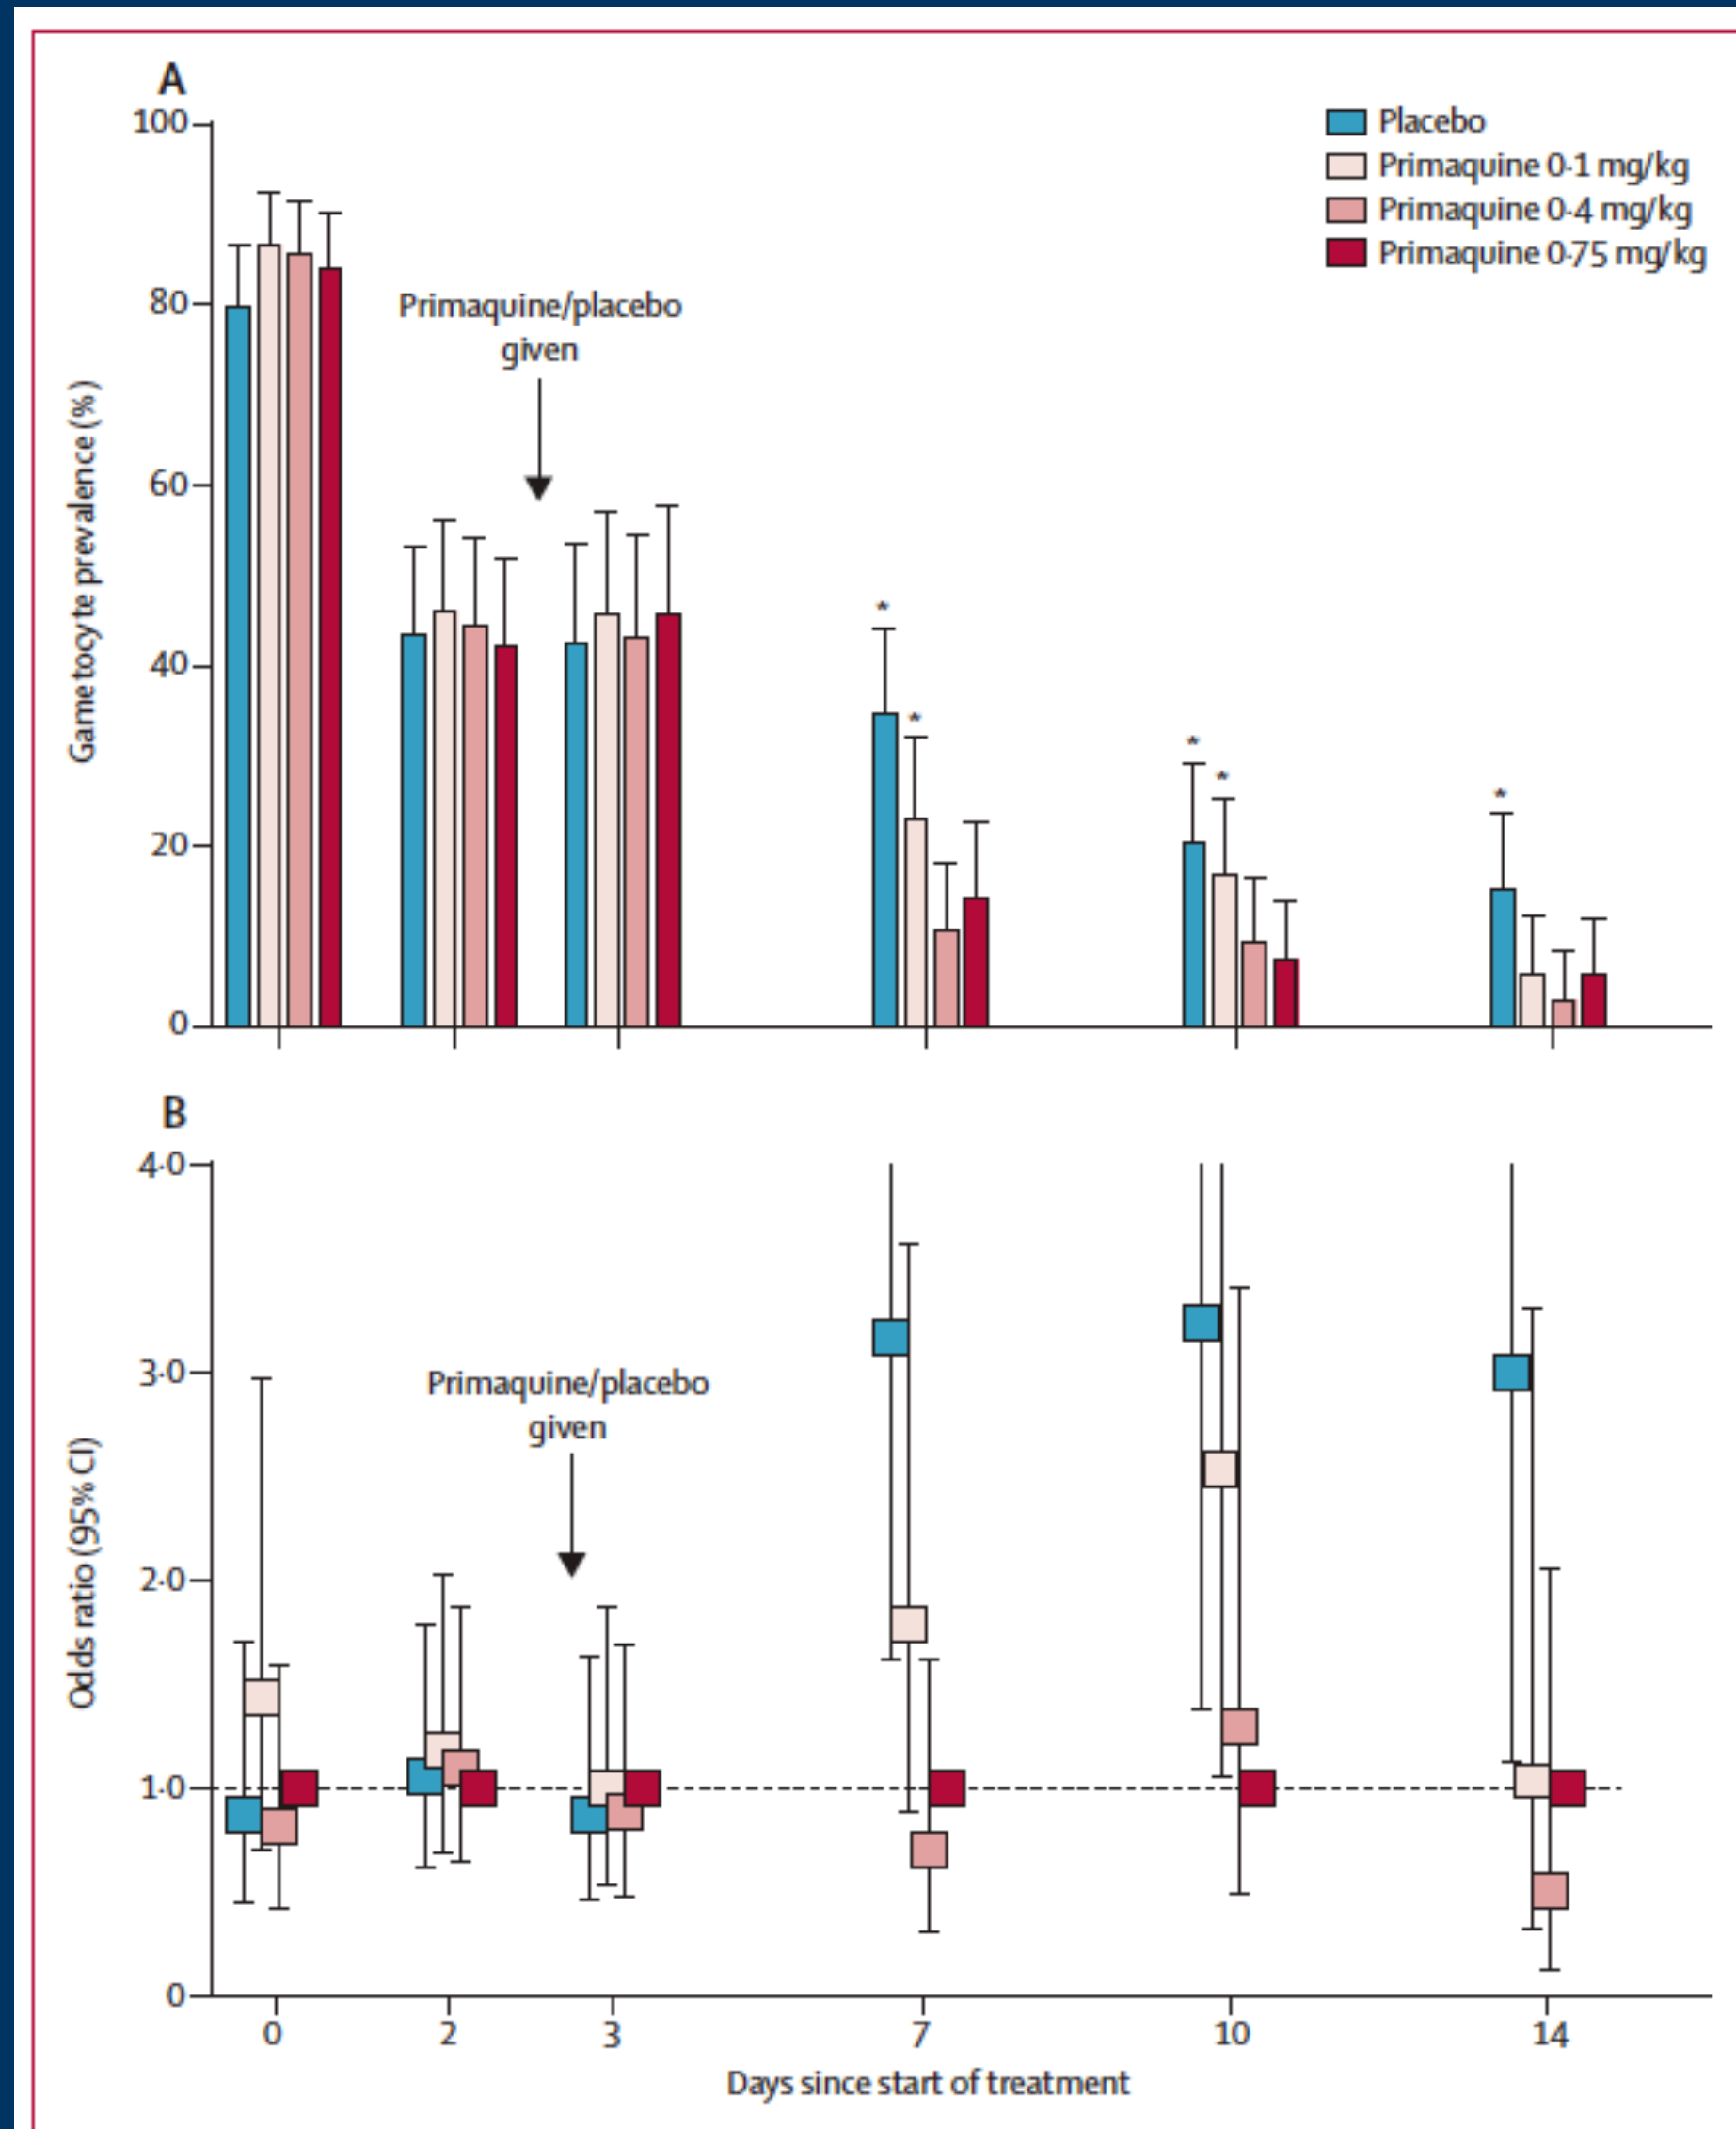 A
100
80
60
40
20
0
Gametocyte prevalence (%)
Placebo
Primaquine 0·1 mg/kg
Primaquine 0·4 mg/kg
Primaquine 0·75 mg/kg
Primaquine/placebo
given
*
*
*
*
*
B
4·0
3·0
2·0
1·0
0
Odds ratio (95% CI)
Primaquine/placebo
given
0 2 3 7 10 14
Days since start of treatment